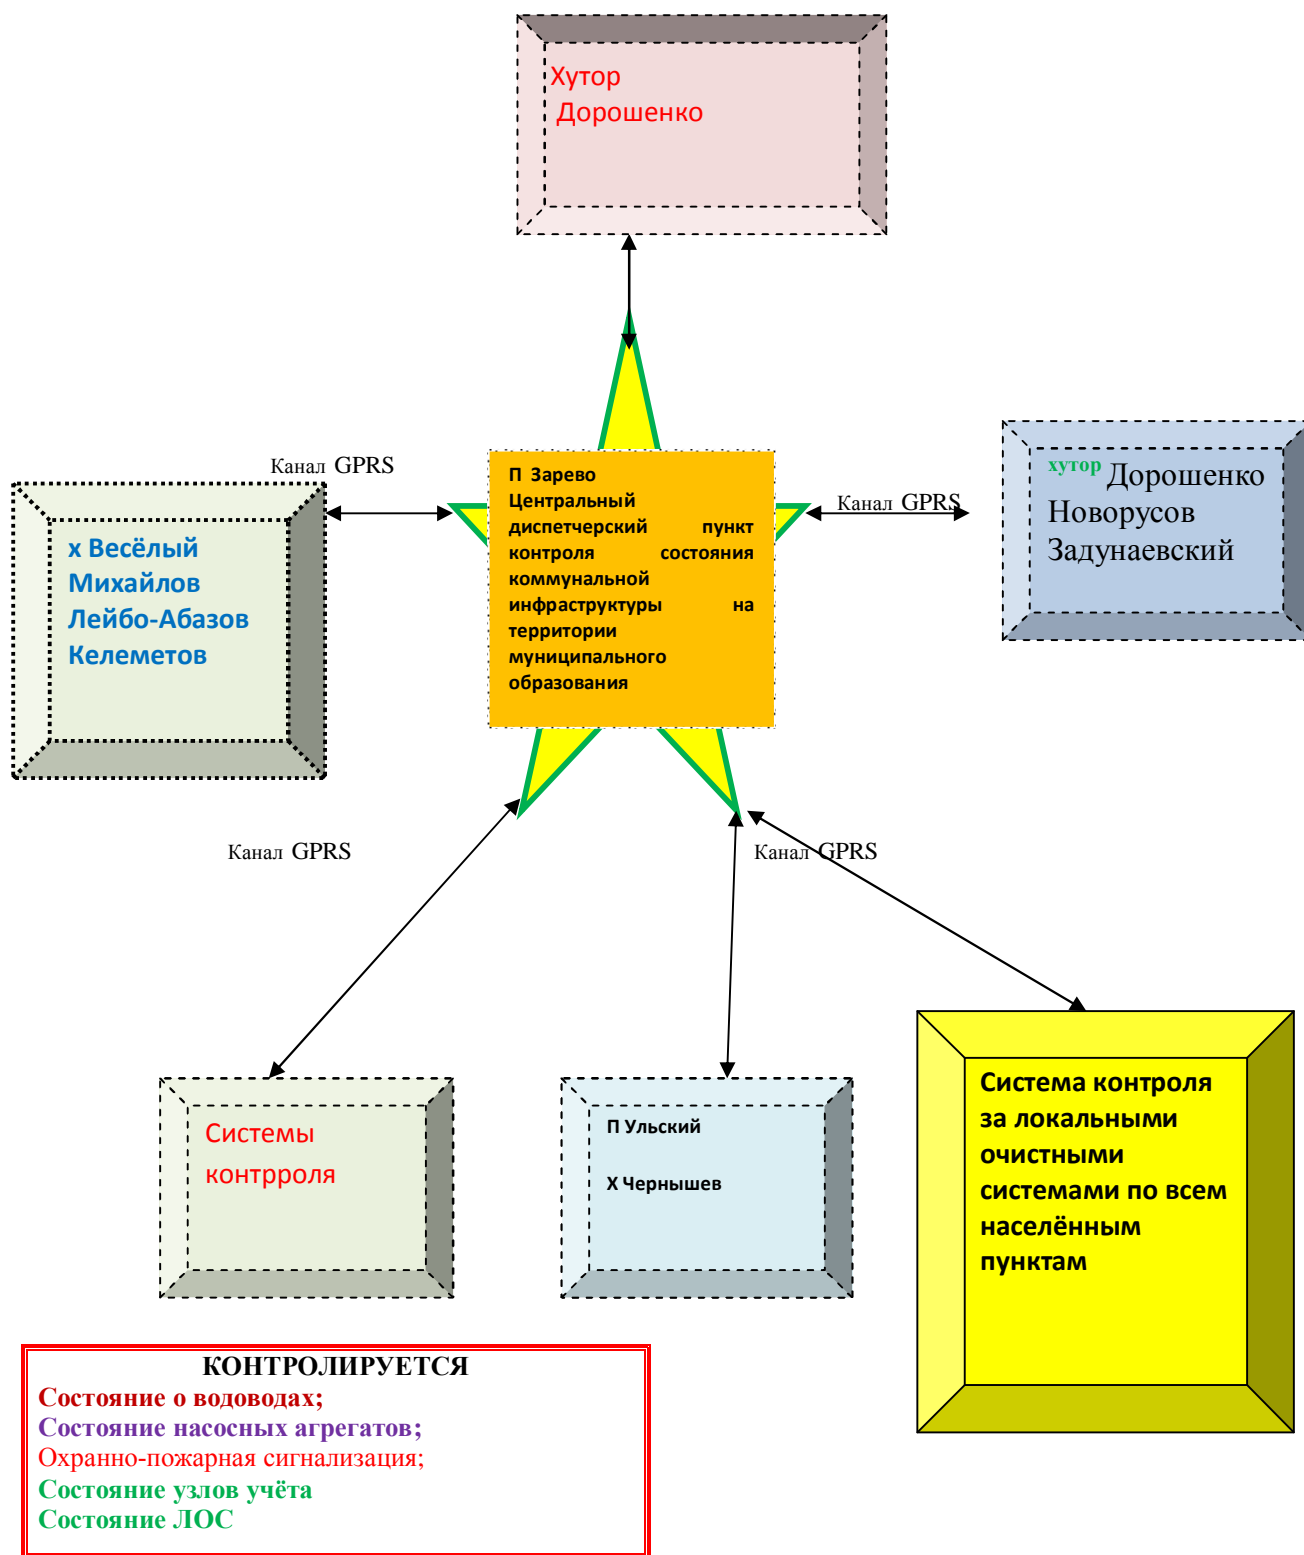 Хутор
Дорошенко
Канал GPRS
х Весёлый
Михайлов
Лейбо-Абазов
Келеметов
П Зарево
Центральный
диспетчерский пункт
контроля состояния
коммунальной
инфраструктуры на
территории
муниципального
образования
Канал GPRS
хутор Дорошенко
Новорусов
Задунаевский
Канал GPRS
Канал GPRS
Системы
контрроля
П Ульский
Х Чернышев
Система контроля
за локальными
очистными
системами по всем
населённым
пунктам
КОНТРОЛИРУЕТСЯ
Состояние о водоводах;
Состояние насосных агрегатов;
Охранно-пожарная сигнализация;
Состояние узлов учёта
Состояние ЛОС